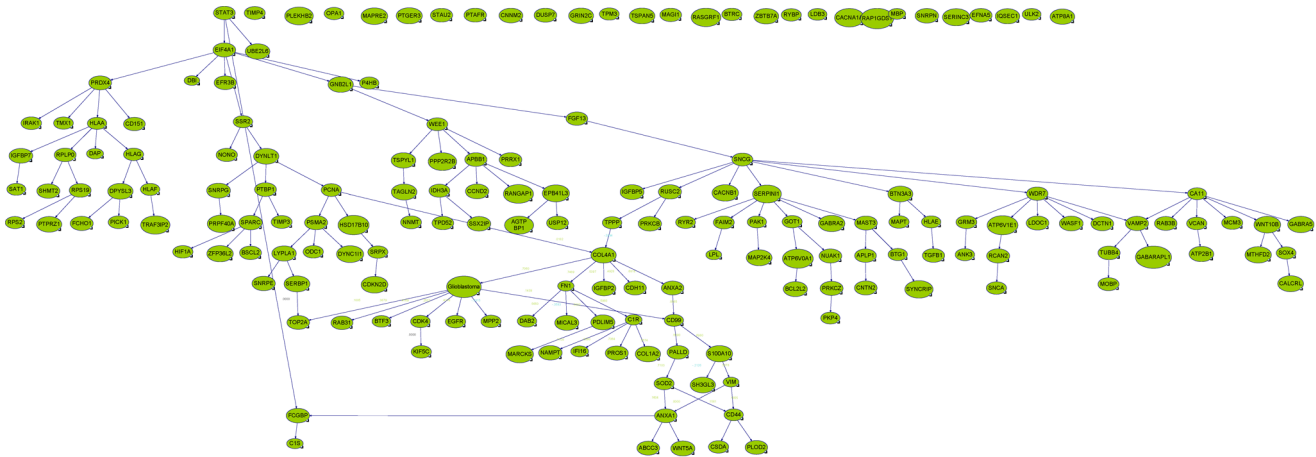 STAT3 TIMP4 PLEKHB2 OPA1 MAPRE2 PTGER3 STAU2 PTAFR CNNM2 DUSP7 GRIN2C TPM3 TSPAN5 MAGI1 RASGRF1 BTRC ZBTB7A RYBP LDB3 CACNA1 RAP1GDS1 MBP SNRPN SERINC3 EFNA5 IQSEC1 ULK2 ATP8A1
EIF4A1 UBE2L6
PRDX4 DBI EFR3B GNB2L1 P4HB
IRAK1 TMX1 HLAA CD151 SSR2 WEE1 FGF13
IGFBP7 RPLP0 DAP HLAG NONO DYNLT1 TSPYL1 PPP2R2B APBB1 PRRX1 SNCG
SAT1 SHMT2 RPS19 DPYSL3 HLAF SNRPG PTBP1 PCNA TAGLN2 IDH3A CCND2 RANGAP1 EPB41L3 IGFBP5 RUSC2 CACNB1 SERPINI1 BTN3A3 WDR7 CA11
RPS2 PTPRZ1 FCHO1 PICK1 TRAF3IP2 PRPF40A SPARC TIMP3 PSMA2 HSD17B10 NNMT TPD52 SSX2IP AGTPBP1 USP12 TPPP PRKCB RYR2 FAIM2 PAK1 GOT1 GABRA2 MAST3 MAPT HLAE GRM3 ATP6V1E1 LDOC1 WASF1 DCTN1 VAMP2 RAB3B VCAN MCM3 WNT10B GABRA5
HIF1A ZFP36L2 BSCL2 LYPLA1 ODC1 DYNC1I1 SRPX COL4A1 LPL MAP2K4 ATP6V0A1 NUAK1 APLP1 BTG1 TGFB1 ANK3 RCAN2 TUBB4 GABARAPL1 ATP2B1 MTHFD2 SOX4
SNRPE SERBP1 CDKN2D Glioblastoma FN1 IGFBP2 CDH11 ANXA2 BCL2L2 PRKCZ CNTN2 SYNCRIP SNCA MOBP CALCRL
TOP2A RAB31 BTF3 CDK4 EGFR MPP2 DAB2 MICAL3 PDLIM5 C1R CD99 PKP4
KIF5C MARCKS NAMPT IFI16 PROS1 COL1A2 PALLD S100A10
SOD2 SH3GL3 VIM
FCGBP ANXA1 CD44
C1S ABCC3 WNT5A CSDA PLOD2